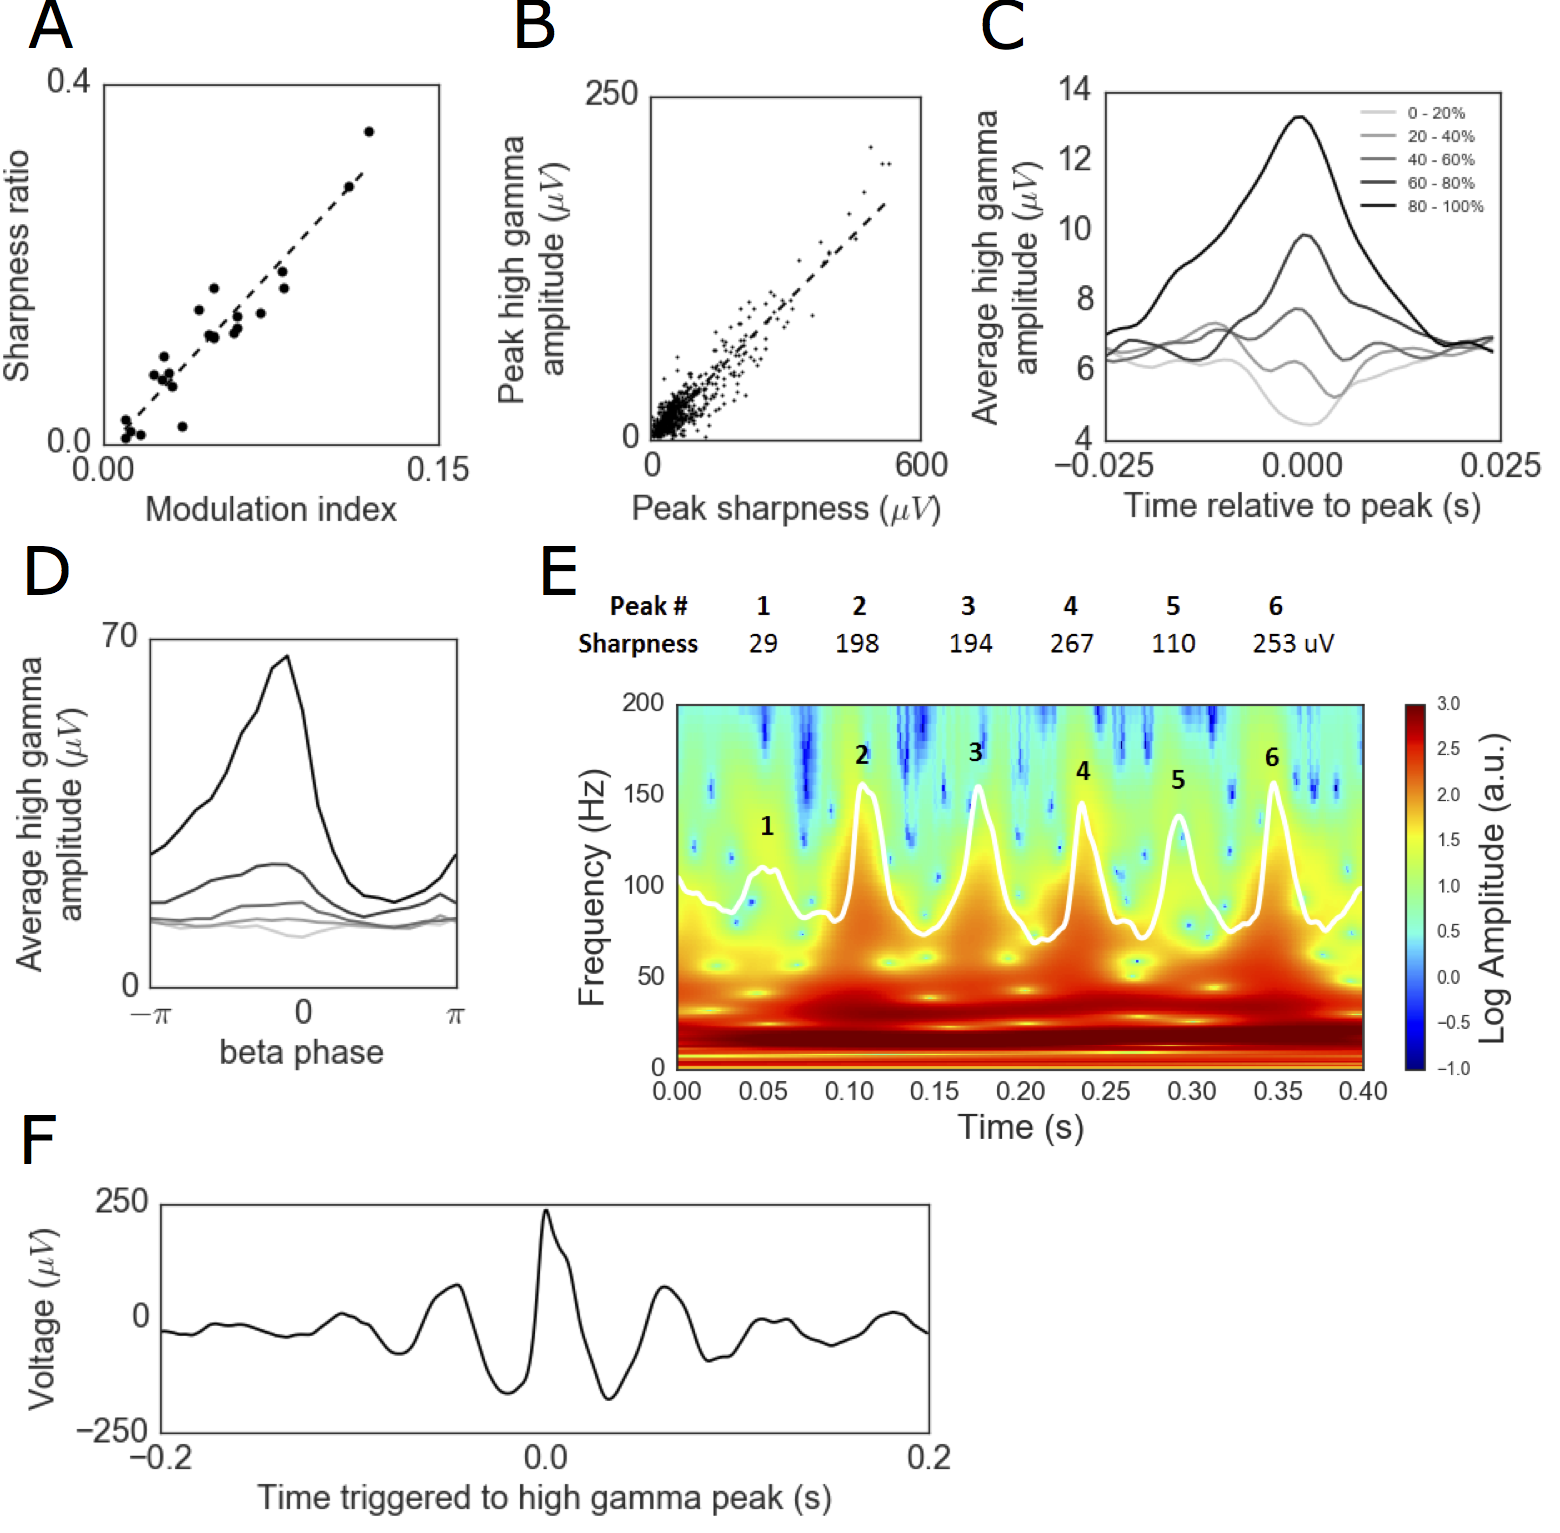 A
0.4
0.0
0.00
0.15
Sharpness ratio
Modulation index
B
250
0
0
600
Peak high gamma
amplitude (μV)
Peak sharpness (μV)
C
14
12
10
8
6
4
−0.025
0.000
0.025
Average high gamma
amplitude (μV)
Time relative to peak (s)
0 - 20%
20 - 40%
40 - 60%
60 - 80%
80 - 100%
D
70
0
−π
0
π
Average high gamma
amplitude (μV)
beta phase
E
Peak # 1 2 3 4 5 6
Sharpness 29 198 194 267 110 253 uV
200
150
100
50
0
Frequency (Hz)
1
2
3
4
5
6
0.00 0.05 0.10 0.15 0.20 0.25 0.30 0.35 0.40
Time (s)
3.0
2.5
2.0
1.5
1.0
0.5
0.0
−0.5
−1.0
Log Amplitude (a.u.)
F
250
0
−250
−0.2
0.0
0.2
Voltage (μV)
Time triggered to high gamma peak (s)